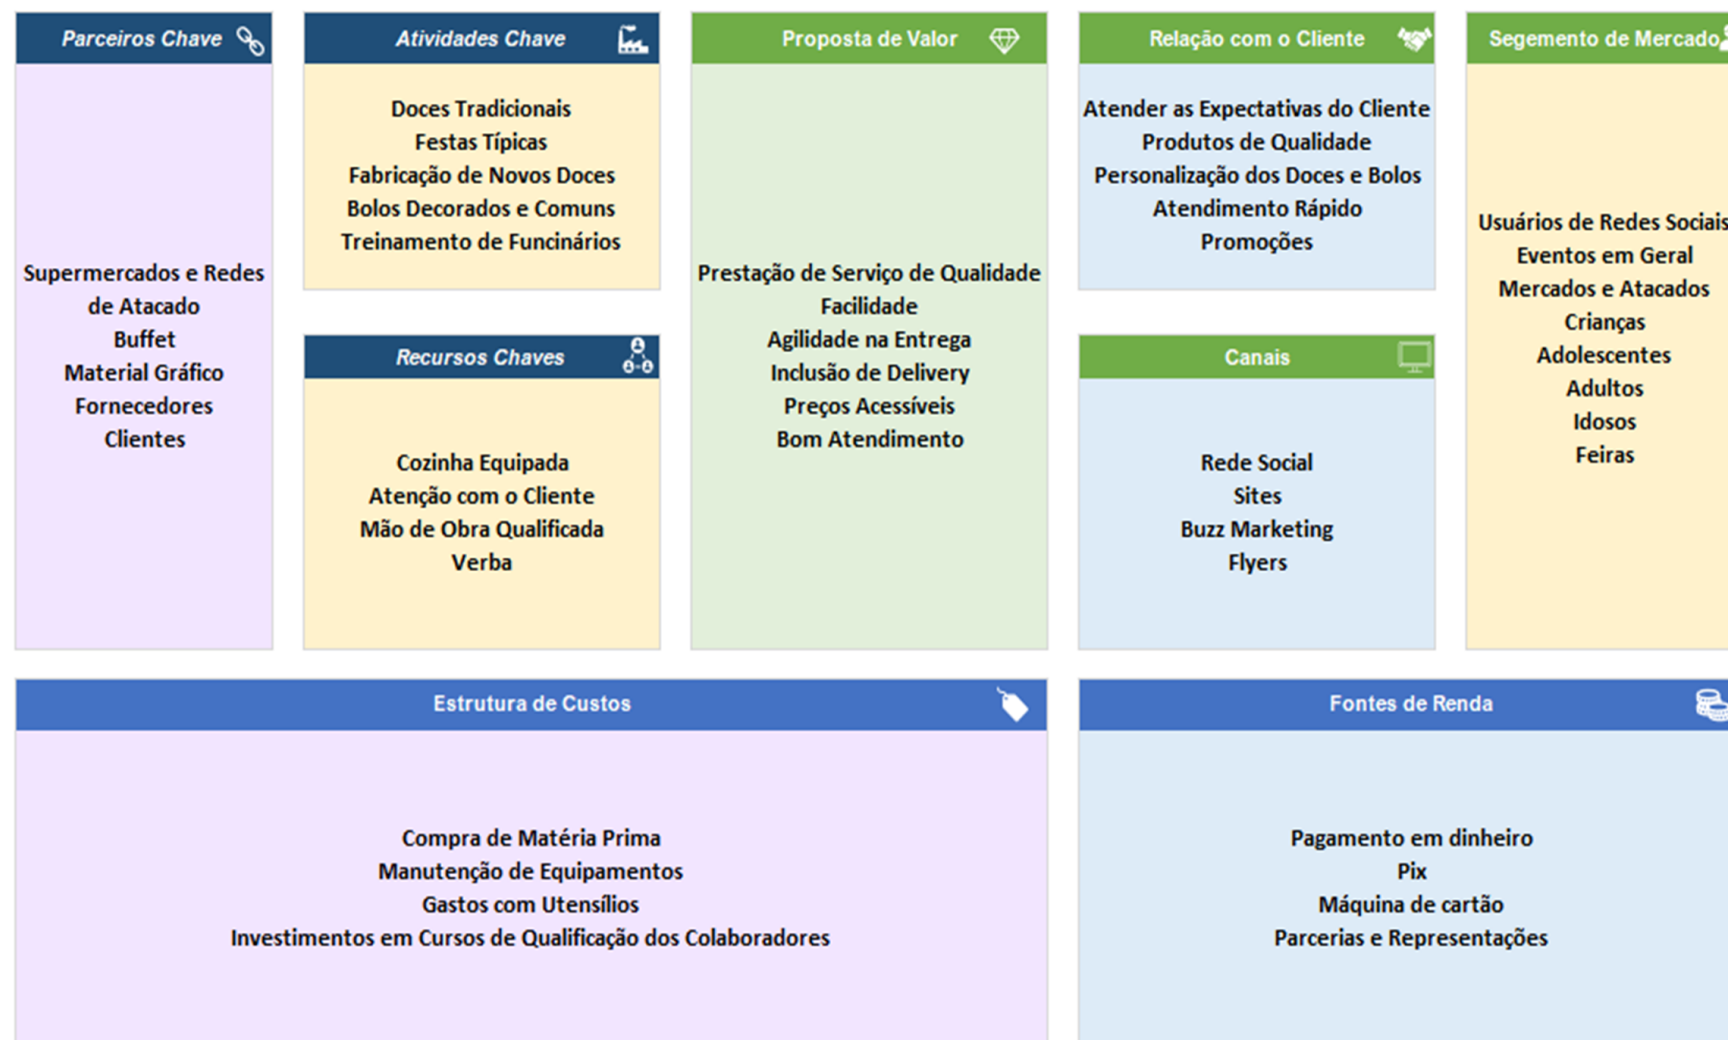 Parceiros Chave
Supermercados e Redes
de Atacado
Buffet
Material Gráfico
Fornecedores
Clientes
Atividades Chave
Doces Tradicionais
Festas Típicas
Fabricação de Novos Doces
Bolos Decorados e Comuns
Treinamento de Funcinários
Recursos Chaves
Cozinha Equipada
Atenção com o Cliente
Mão de Obra Qualificada
Verba
Proposta de Valor
Prestação de Serviço de Qualidade
Facilidade
Agilidade na Entrega
Inclusão de Delivery
Preços Acessíveis
Bom Atendimento
Relação com o Cliente
Atender as Expectativas do Cliente
Produtos de Qualidade
Personalização dos Doces e Bolos
Atendimento Rápido
Promoções
Canais
Rede Social
Sites
Buzz Marketing
Flyers
Segemento de Mercado
Usuários de Redes Sociais
Eventos em Geral
Mercados e Atacados
Crianças
Adolescentes
Adultos
Idosos
Feiras
Estrutura de Custos
Compra de Matéria Prima
Manutenção de Equipamentos
Gastos com Utensílios
Investimentos em Cursos de Qualificação dos Colaboradores
Fontes de Renda
Pagamento em dinheiro
Pix
Máquina de cartão
Parcerias e Representações